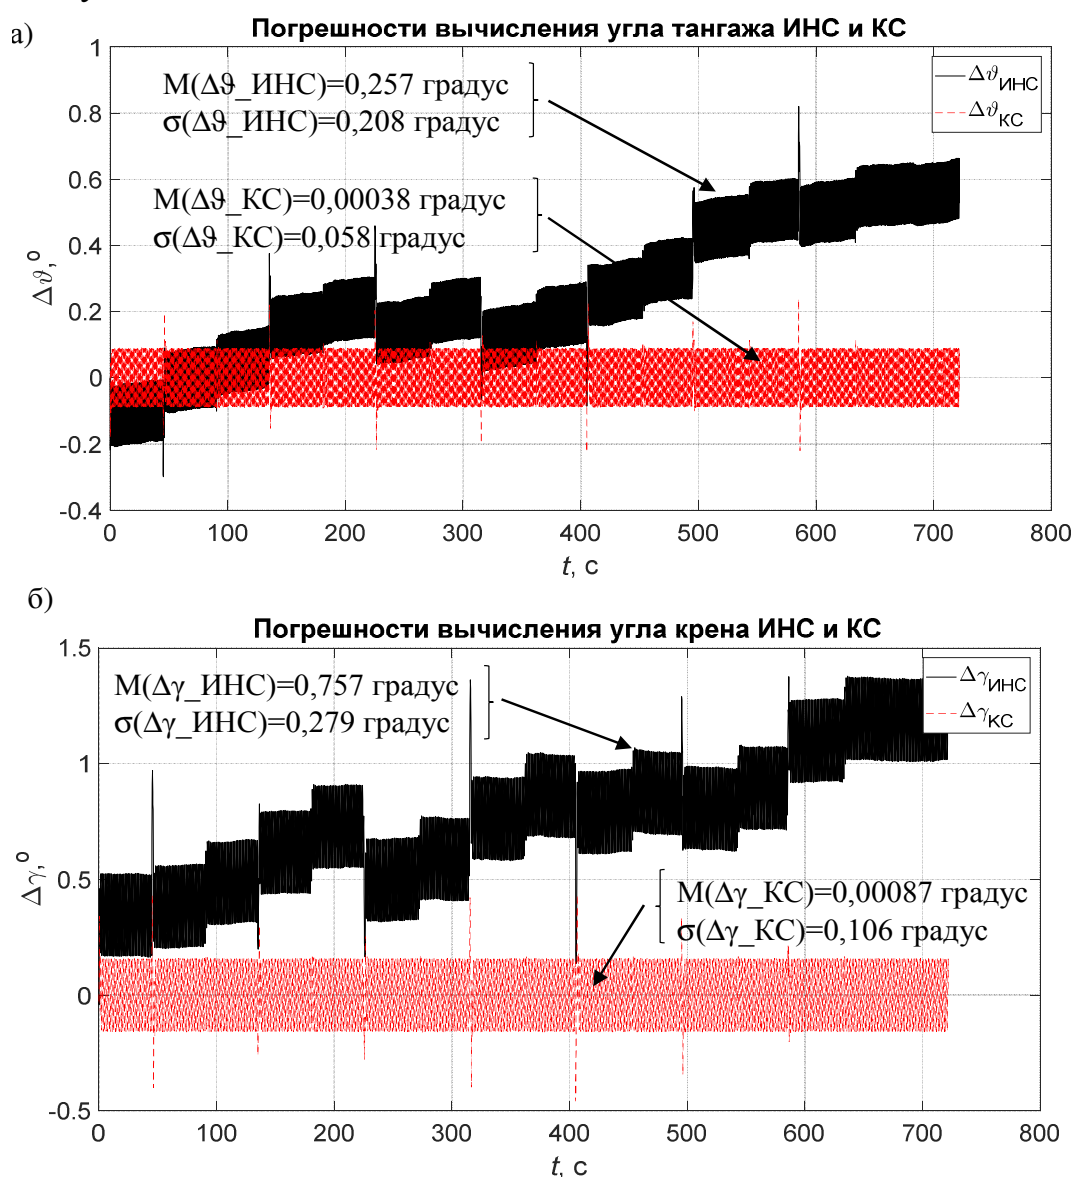 а)
Погрешности вычисления угла тангажа ИНС и КС
M(Δϑ_ИНС)=0,257 градус
σ(Δϑ_ИНС)=0,208 градус
M(Δϑ_КС)=0,00038 градус
σ(Δϑ_КС)=0,058 градус
Δϑ_ИНС
Δϑ_КС
Δϑ,°
1
0.8
0.6
0.4
0.2
0
-0.2
-0.4
0 100 200 300 400 500 600 700 800
t, с
б)
Погрешности вычисления угла крена ИНС и КС
M(Δγ_ИНС)=0,757 градус
σ(Δγ_ИНС)=0,279 градус
Δγ_ИНС
Δγ_КС
M(Δγ_КС)=0,00087 градус
σ(Δγ_КС)=0,106 градус
Δγ,°
1.5
1
0.5
0
-0.5
0 100 200 300 400 500 600 700 800
t, с